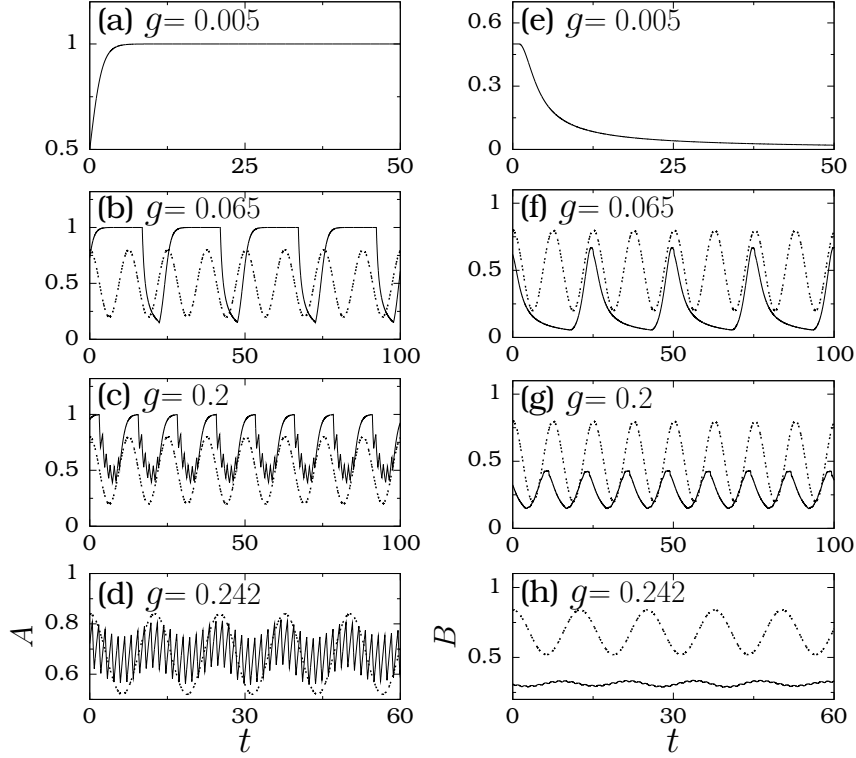 (a) g= 0.005
1
0.5
0 25 50
(e) g= 0.005
0.6
0.3
0
0 25 50
(b) g= 0.065
1
0.5
0
0 50 100
(f) g= 0.065
1
0.5
0
0 50 100
(c) g= 0.2
1
0.5
0
0 50 100
(g) g= 0.2
1
0.5
0
0 50 100
(d) g= 0.242
1
0.8
0.6
A
0 30 60
t
(h) g= 0.242
1
0.5
B
0 30 60
t